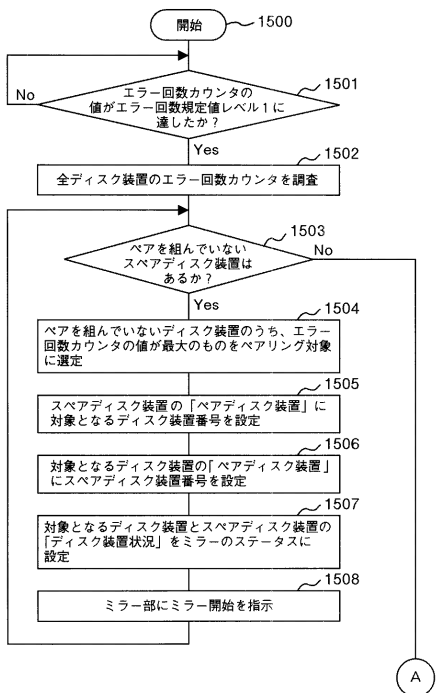 開始
1500
エラー回数カウンタの
値がエラー回数規定値レベル1に
達したか?
1501
No
Yes
1502
全ディスク装置のエラー回数カウンタを調査
1503
ペアを組んでいない
スペアディスク装置は
あるか?
No
Yes
1504
ペアを組んでいないディスク装置のうち、エラー
回数カウンタの値が最大のものをペアリング対象
に選定
1505
スペアディスク装置の「ペアディスク装置」に
対象となるディスク装置番号を設定
1506
対象となるディスク装置の「ペアディスク装置」
にスペアディスク装置番号を設定
1507
対象となるディスク装置とスペアディスク装置の
「ディスク装置状況」をミラーのステータスに
設定
1508
ミラー部にミラー開始を指示
A